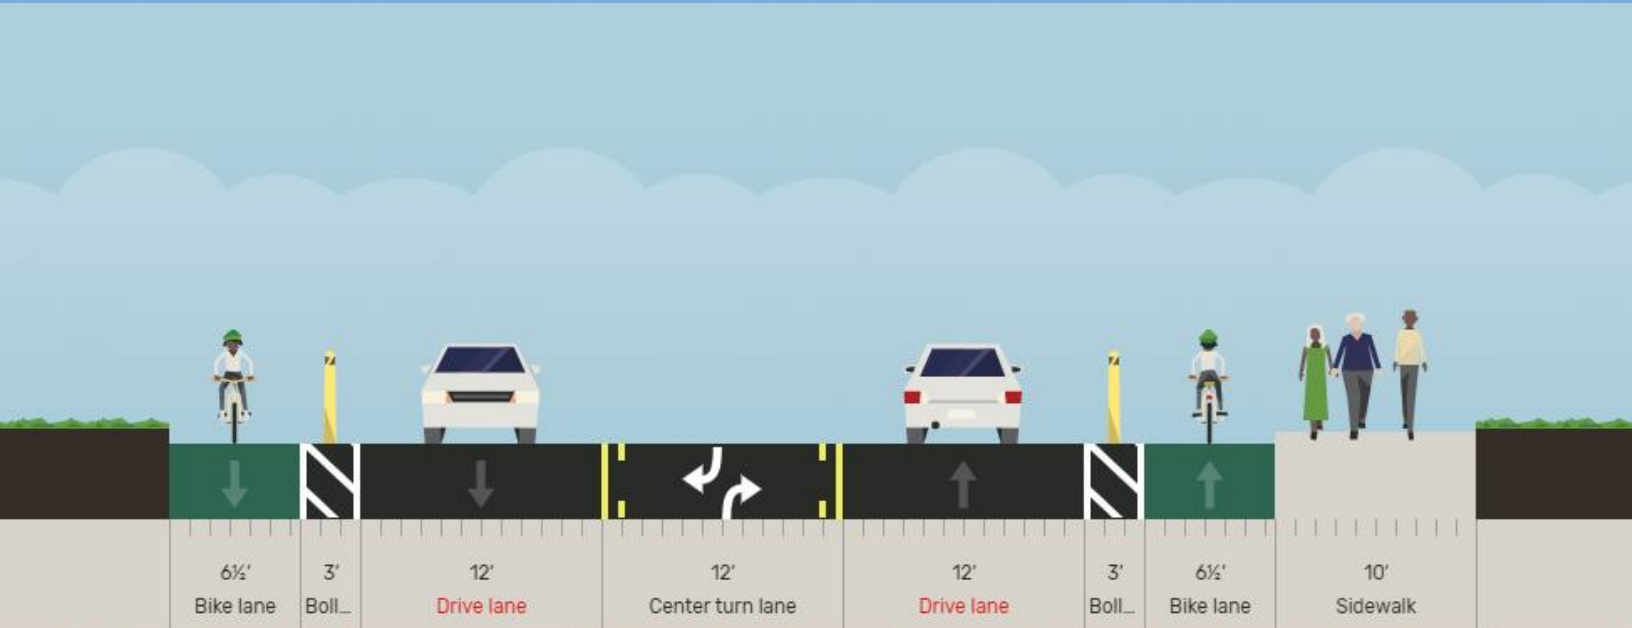 6½' 3' 12' 12' 12' 3' 6½' 10'
Bike lane Boll... Drive lane Center turn lane Drive lane Boll... Bike lane Sidewalk